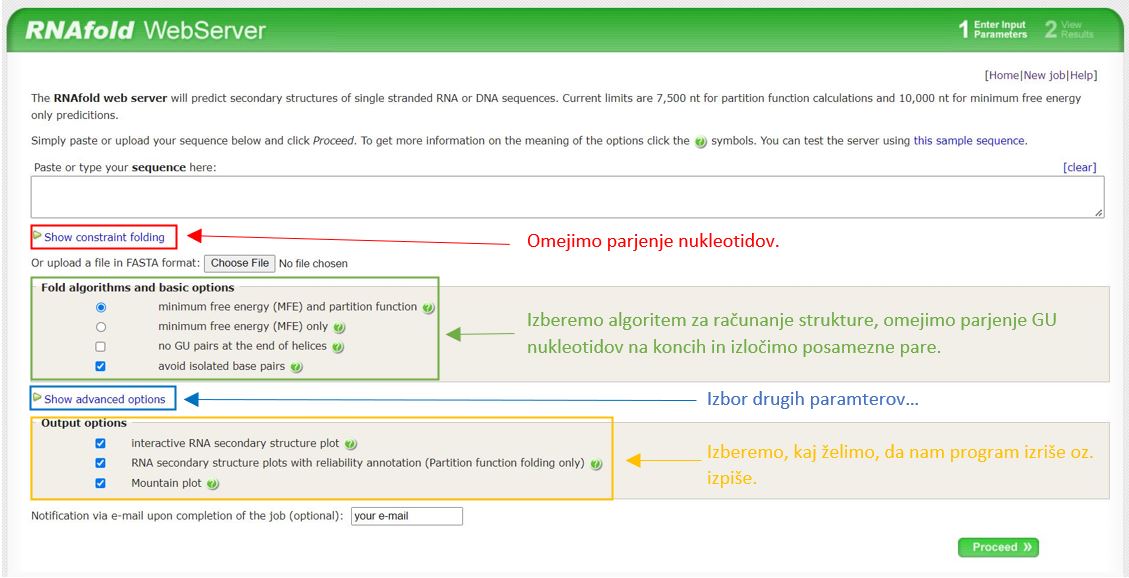 RNAfold WebServer
1 Enter Input Parameters
2 View Results
[Home|New job|Help]
The RNAfold web server will predict secondary structures of single stranded RNA or DNA sequences. Current limits are 7,500 nt for partition function calculations and 10,000 nt for minimum free energy
only predicitions.
Simply paste or upload your sequence below and click Proceed. To get more information on the meaning of the options click the ? symbols. You can test the server using this sample sequence.
Paste or type your sequence here:
[clear]
Show constraint folding
Omejimo parjenje nukleotidov.
Or upload a file in FASTA format: Choose File No file chosen
Fold algorithms and basic options
minimum free energy (MFE) and partition function ?
minimum free energy (MFE) only ?
no GU pairs at the end of helices ?
avoid isolated base pairs ?
Izberemo algoritem za računanje strukture, omejimo parjenje GU
nukleotidov na koncih in izločimo posamezne pare.
Show advanced options
Izbor drugih paramterov…
Output options
interactive RNA secondary structure plot ?
RNA secondary structure plots with reliability annotation (Partition function folding only) ?
Mountain plot ?
Izberemo, kaj želimo, da nam program izriše oz.
izpiše.
Notification via e-mail upon completion of the job (optional): your e-mail
Proceed »